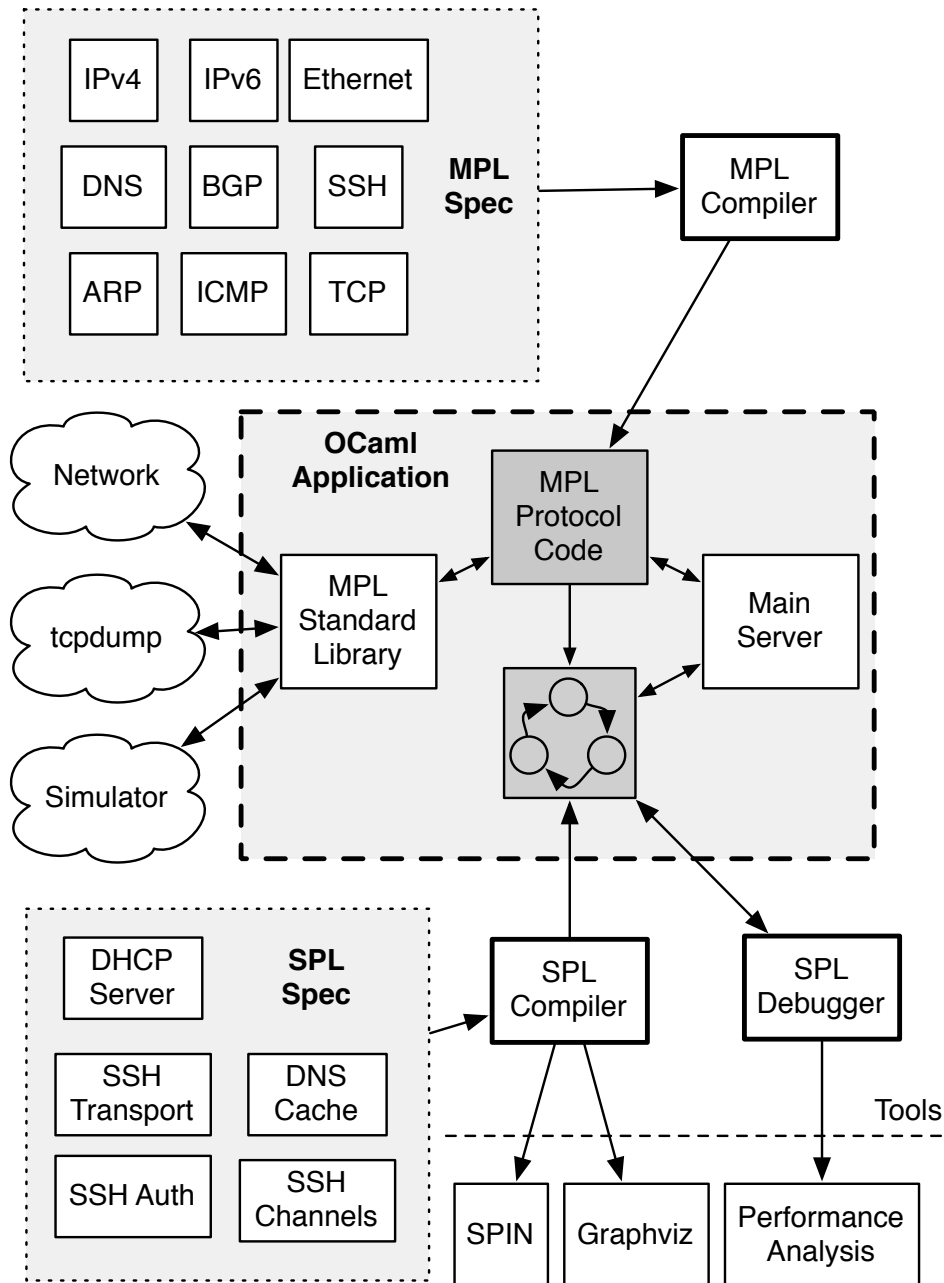 IPv4
IPv6
Ethernet
DNS
BGP
SSH
MPL
Spec
ARP
ICMP
TCP
MPL
Compiler
OCaml
Application
Network
tcpdump
Simulator
MPL
Standard
Library
MPL
Protocol
Code
Main
Server
DHCP
Server
SPL
Spec
SSH
Transport
DNS
Cache
SSH Auth
SSH
Channels
SPL
Compiler
SPL
Debugger
Tools
SPIN
Graphviz
Performance
Analysis